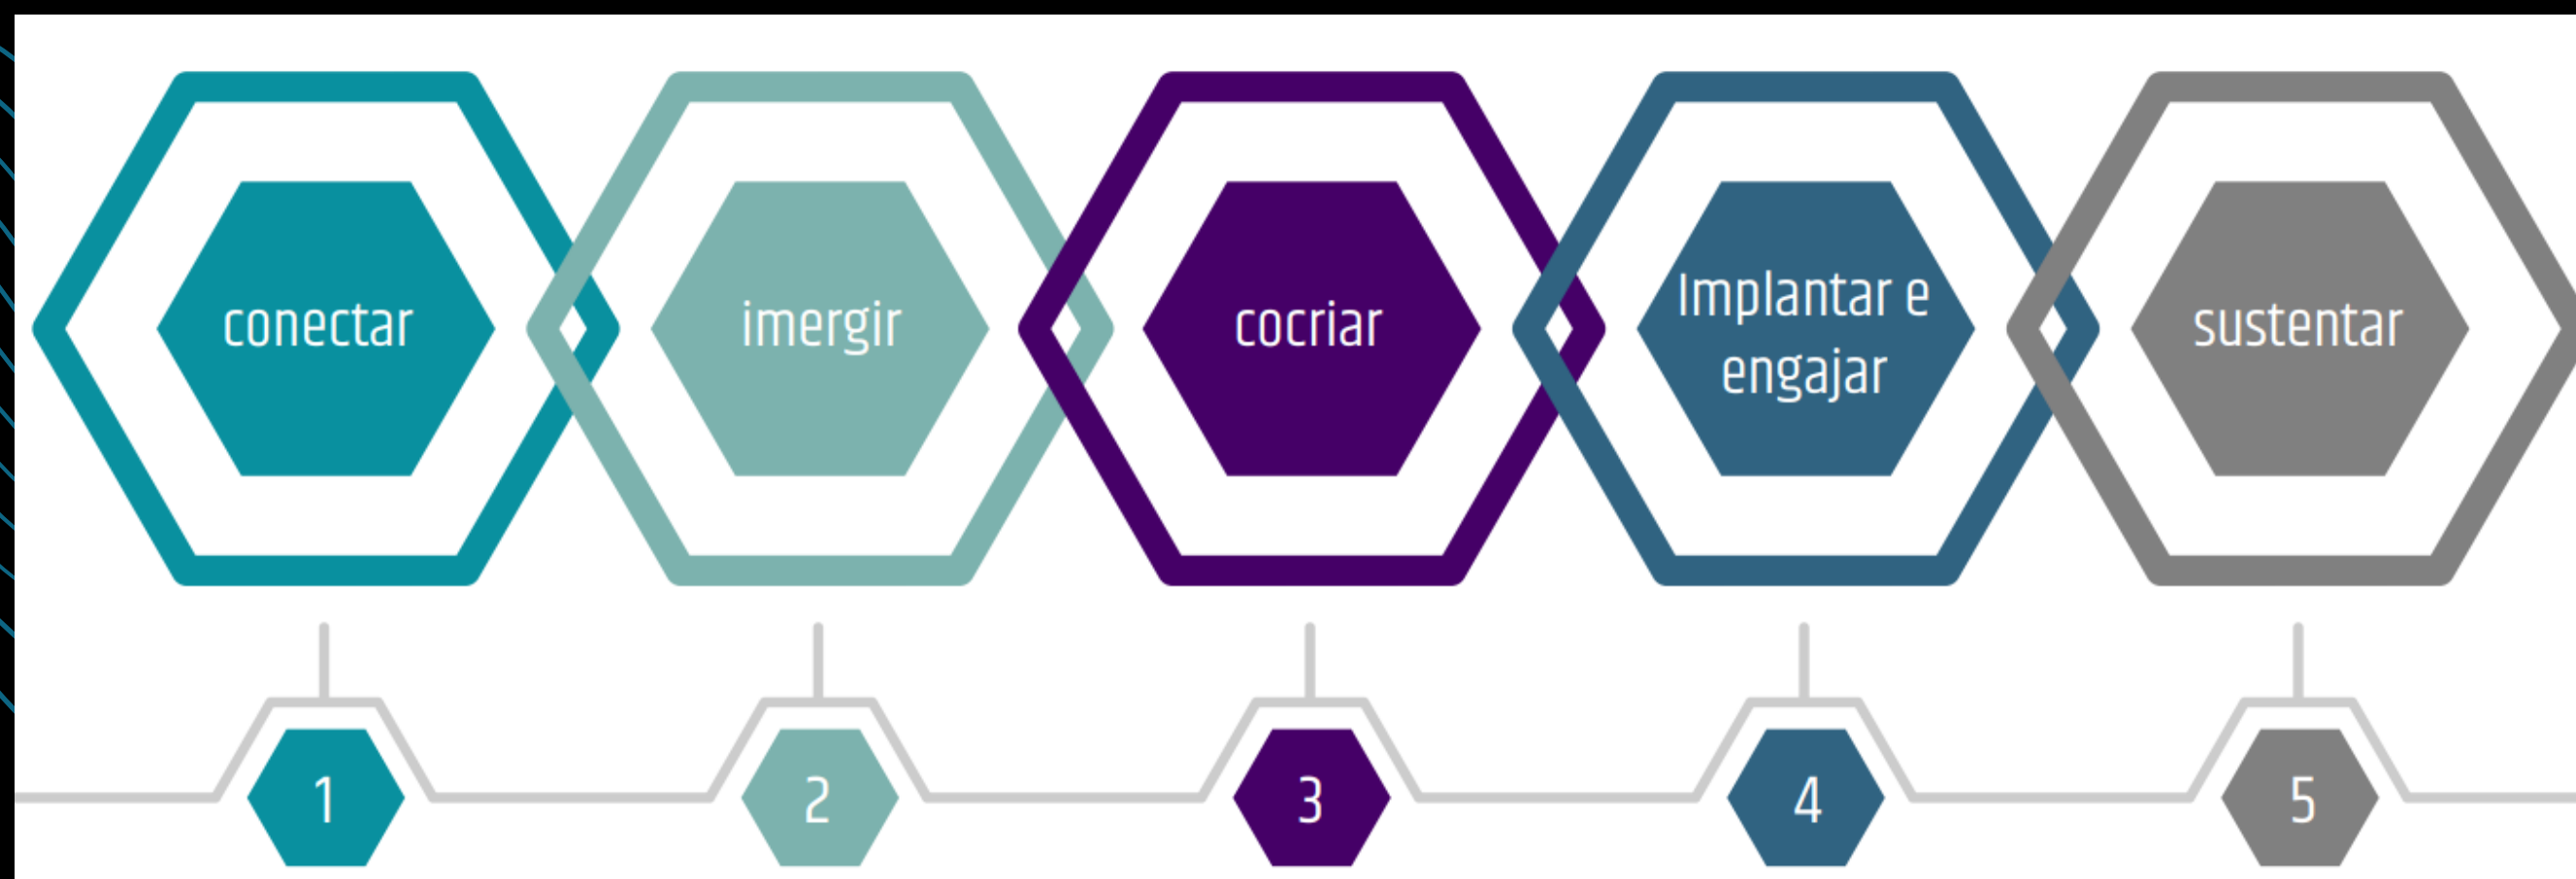 conectar
imergir
cocriar
Implantar e
engajar
sustentar
1
2
3
4
5